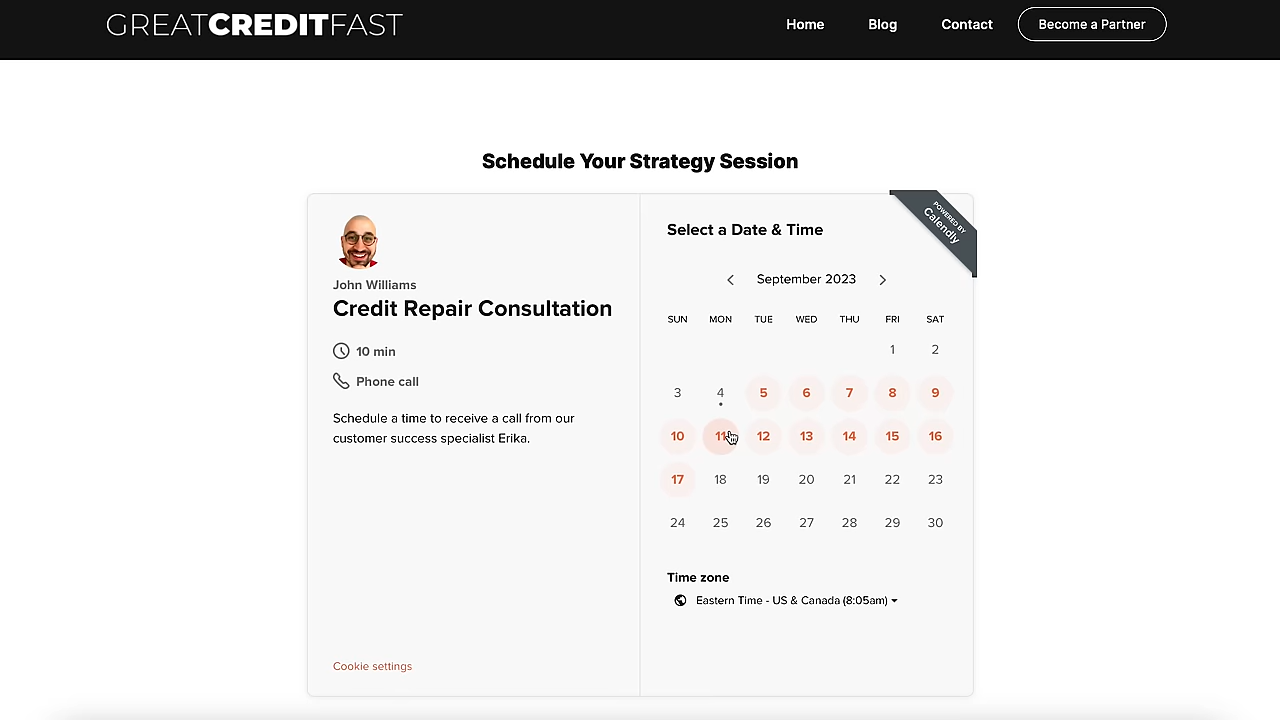 GREATCREDITFAST
Home Blog Contact Become a Partner
Schedule Your Strategy Session
POWERED BY
Calendly
John Williams
Credit Repair Consultation
10 min
Phone call
Schedule a time to receive a call from our
customer success specialist Erika.
Cookie settings
Select a Date & Time
September 2023
SUN MON TUE WED THU FRI SAT
1 2
3 4 5 6 7 8 9
10 11 12 13 14 15 16
17 18 19 20 21 22 23
24 25 26 27 28 29 30
Time zone
Eastern Time - US & Canada (8:05am)